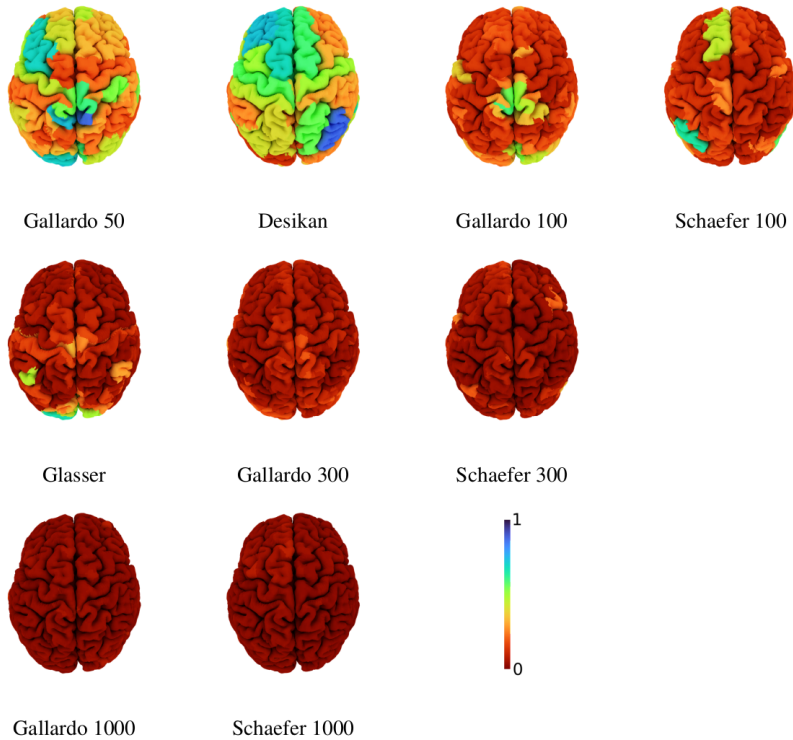 Gallardo 50
Desikan
Gallardo 100
Schaefer 100
Glasser
Gallardo 300
Schaefer 300
1
0
Gallardo 1000
Schaefer 1000